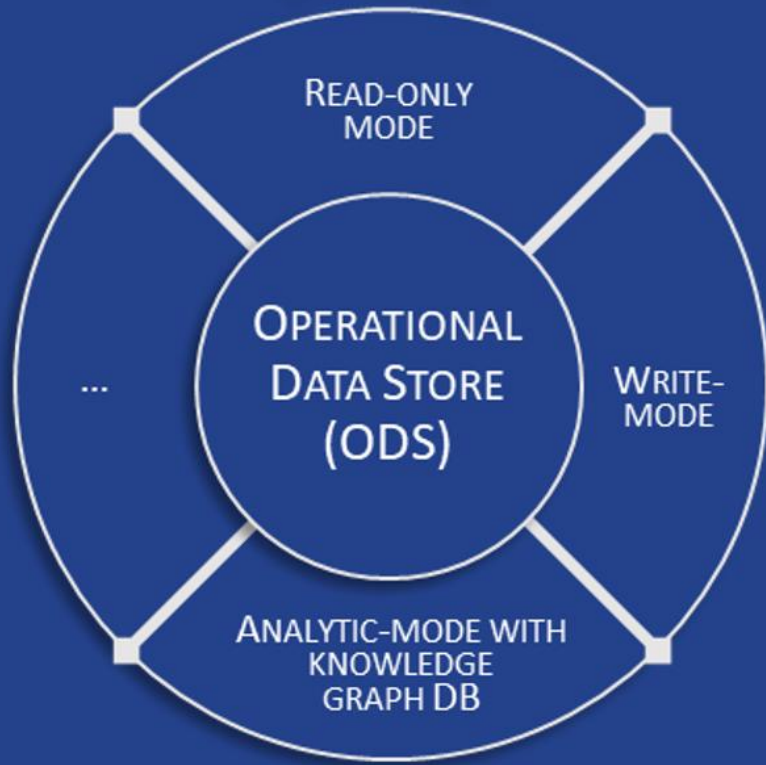 READ-ONLY
MODE
OPERATIONAL
DATA STORE
(ODS)
...
WRITE-
MODE
ANALYTIC-MODE WITH
KNOWLEDGE
GRAPH DB